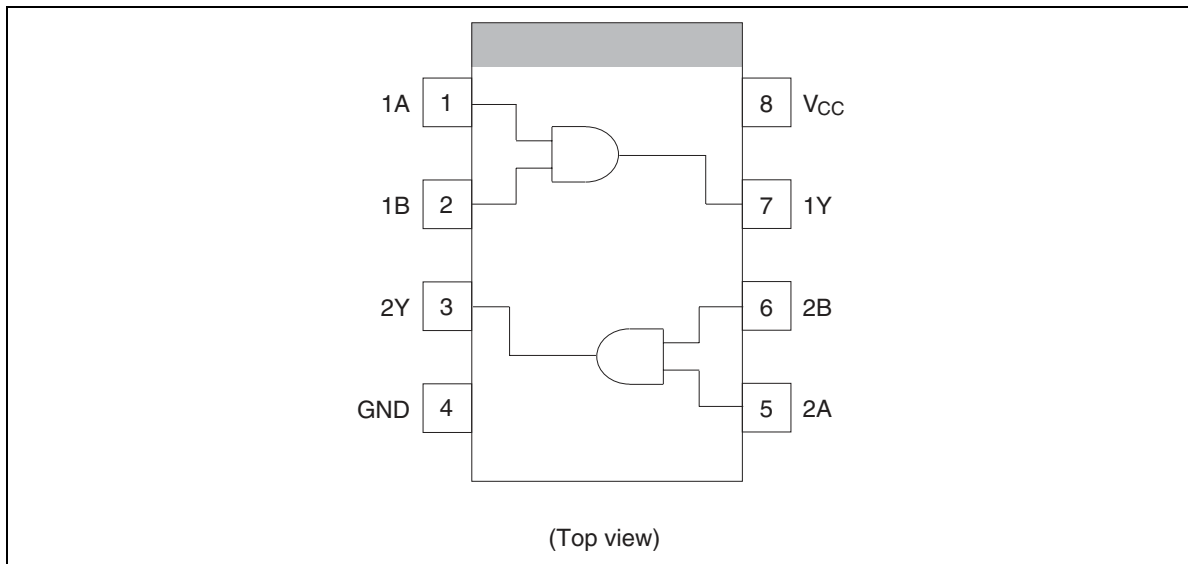 1A 1 8 VCC
1B 2 7 1Y
2Y 3 6 2B
GND 4 5 2A
(Top view)